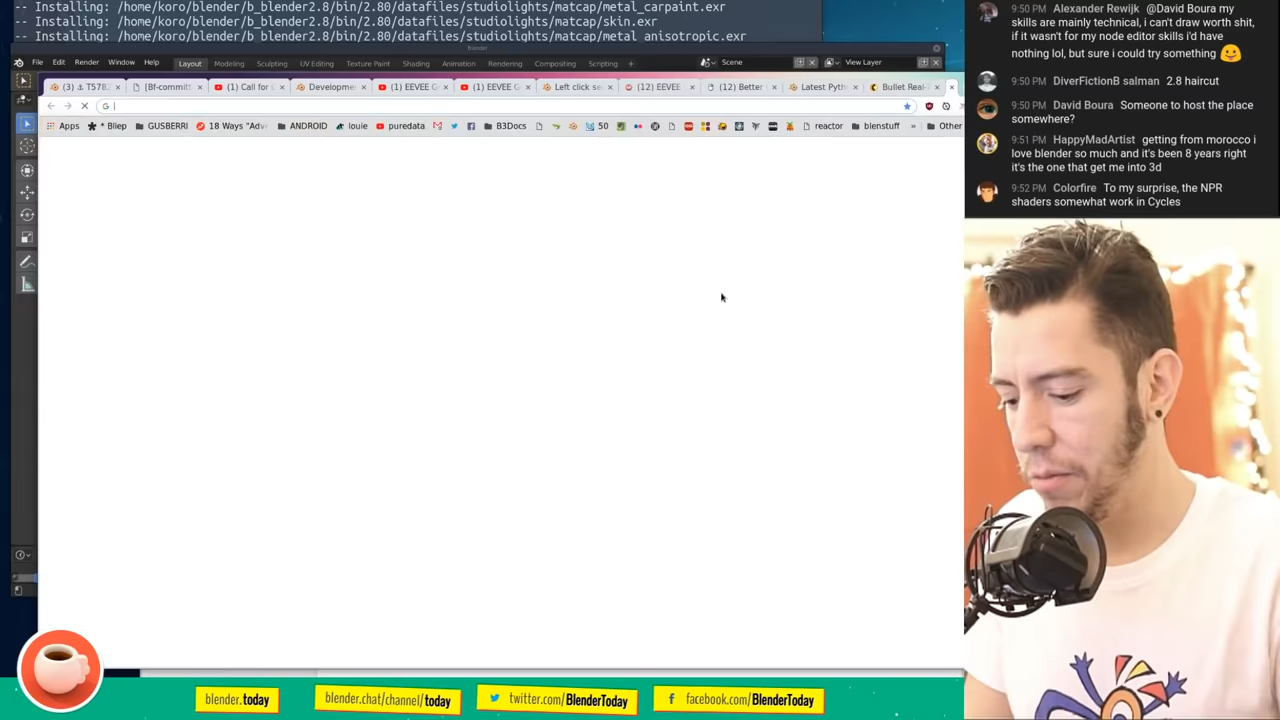 -- Installing: /home/koro/blender/b_blender2.8/bin/2.80/datafiles/studiolights/matcap/metal_carpaint.exr
-- Installing: /home/koro/blender/b_blender2.8/bin/2.80/datafiles/studiolights/matcap/skin.exr
-- Installing: /home/koro/blender/b_blender2.8/bin/2.80/datafiles/studiolights/matcap/metal_anisotropic.exr
Blender
File Edit Render Window Help Layout Modeling Sculpting UV Editing Texture Paint Shading Animation Rendering Compositing Scripting + Scene View Layer
(3) ⚓ T578 [Bf-commit (1) Call for Developme (1) EEVEE G (1) EEVEE G Left click se (12) EEVEE (12) Better Latest Pyth Bullet Real-
G
Apps * Bliep GUSBERRI 18 Ways "Adv ANDROID louie puredata B3Docs 50 reactor blenstuff » Other
9:50 PM Alexander Rewijk @David Boura my
skills are mainly technical, i can't draw worth shit,
if it wasn't for my node editor skills i'd have
nothing lol, but sure i could try something 😛
9:50 PM DiverFictionB salman 2.8 haircut
9:50 PM David Boura Someone to host the place
somewhere?
9:51 PM HappyMadArtist getting from morocco i
love blender so much and it's been 8 years right
it's the one that get me into 3d
9:52 PM Colorfire To my surprise, the NPR
shaders somewhat work in Cycles
blender.today
blender.chat/channel/today
twitter.com/BlenderToday
facebook.com/BlenderToday